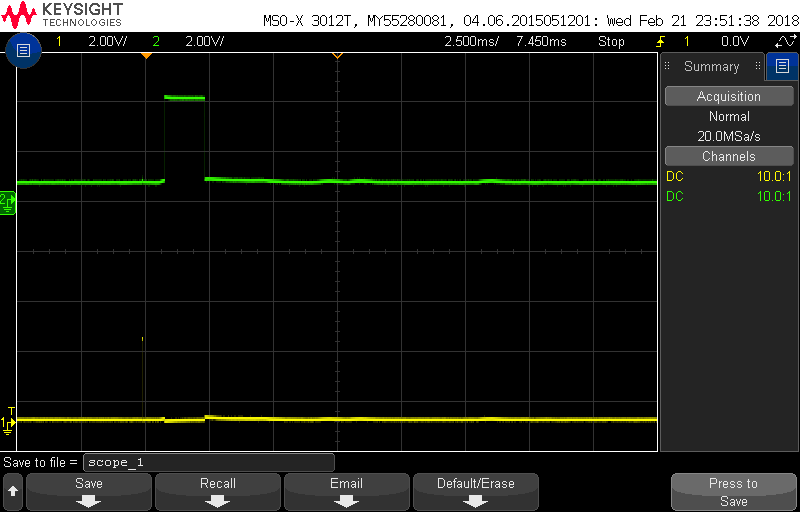 KEYSIGHT
TECHNOLOGIES
MSO-X 3012T, MY55280081, 04.06.2015051201: Wed Feb 21 23:51:38 2018
1 2.00V/ 2 2.00V/ 2.500ms/ 7.450ms Stop 1 0.0V
Summary
Acquisition
Normal
20.0MSa/s
Channels
DC 10.0:1
DC 10.0:1
2
T
1
Save to file = scope_1
Save
Recall
Email
Default/Erase
Press to
Save